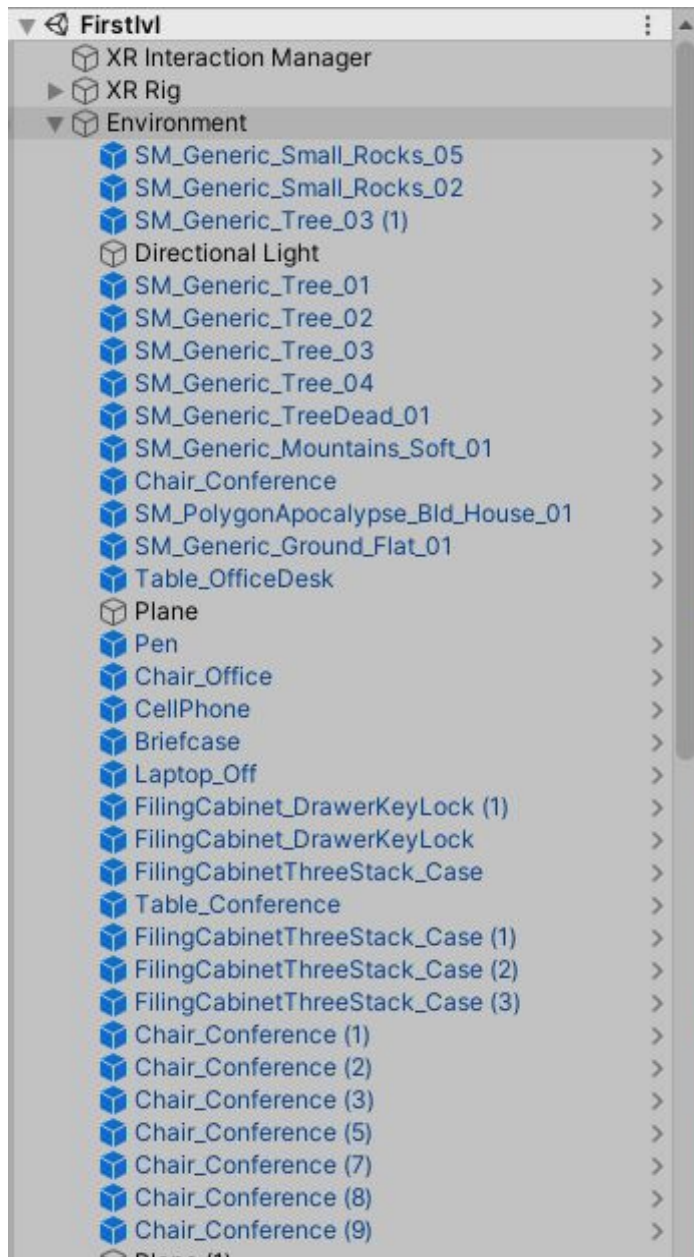 Firstlvl
XR Interaction Manager
XR Rig
Environment
SM_Generic_Small_Rocks_05
SM_Generic_Small_Rocks_02
SM_Generic_Tree_03 (1)
Directional Light
SM_Generic_Tree_01
SM_Generic_Tree_02
SM_Generic_Tree_03
SM_Generic_Tree_04
SM_Generic_TreeDead_01
SM_Generic_Mountains_Soft_01
Chair_Conference
SM_PolygonApocalypse_Bld_House_01
SM_Generic_Ground_Flat_01
Table_OfficeDesk
Plane
Pen
Chair_Office
CellPhone
Briefcase
Laptop_Off
FilingCabinet_DrawerKeyLock (1)
FilingCabinet_DrawerKeyLock
FilingCabinetThreeStack_Case
Table_Conference
FilingCabinetThreeStack_Case (1)
FilingCabinetThreeStack_Case (2)
FilingCabinetThreeStack_Case (3)
Chair_Conference (1)
Chair_Conference (2)
Chair_Conference (3)
Chair_Conference (5)
Chair_Conference (7)
Chair_Conference (8)
Chair_Conference (9)